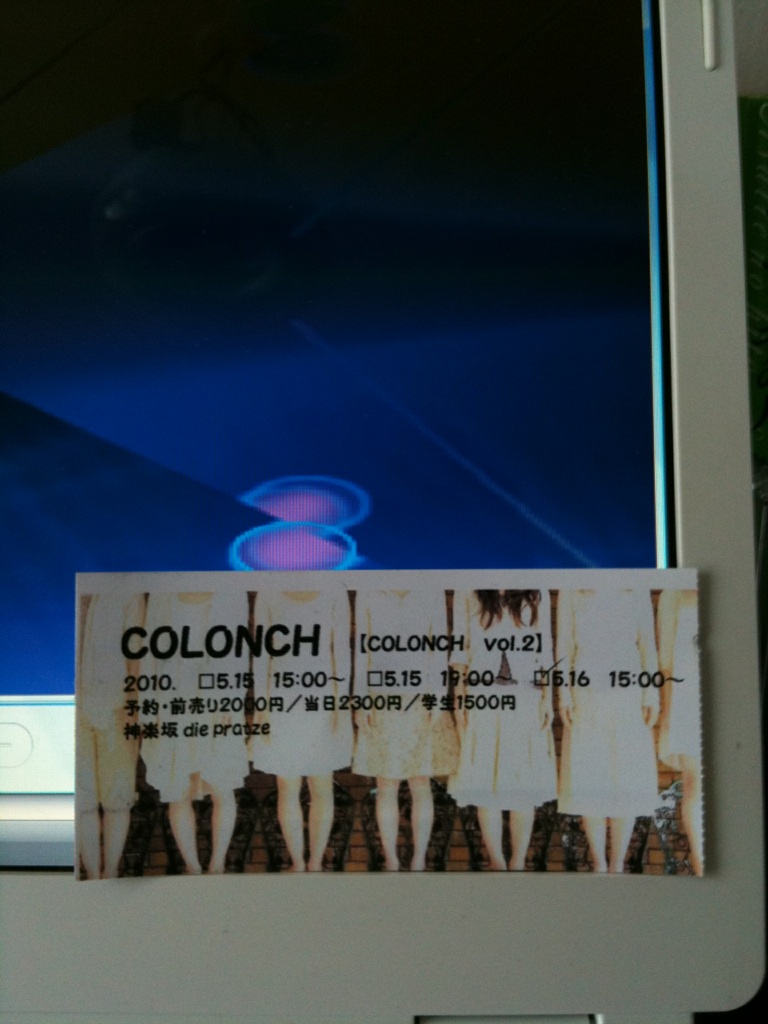 COLONCH 【COLONCH vol.2】
2010. □5.15 15:00～ □5.15 19:00～ ☑5.16 15:00～
予約・前売り2000円／当日2300円／学生1500円
神楽坂 die pratze